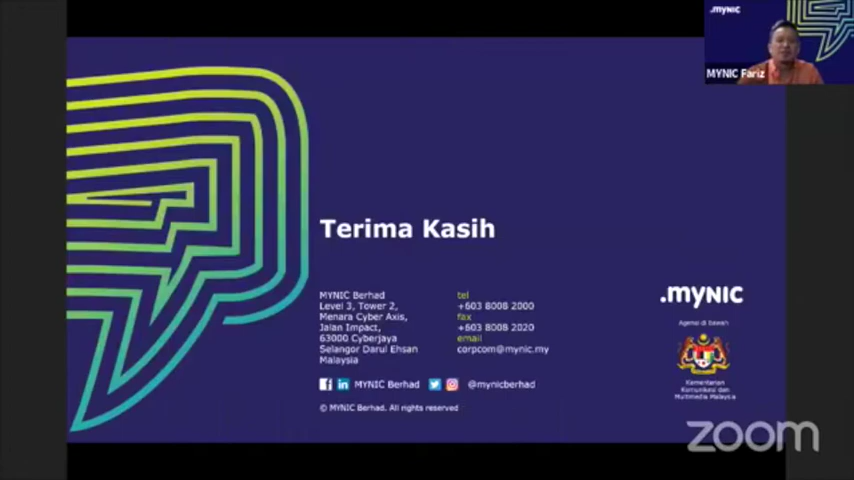 .mynic
MYNIC Fariz
Terima Kasih
MYNIC Berhad
Level 3, Tower 2,
Menara Cyber Axis,
Jalan Impact,
63000 Cyberjaya
Selangor Darul Ehsan
Malaysia
tel
+603 8008 2000
fax
+603 8008 2020
email
corpcom@mynic.my
MYNIC Berhad
@mynicberhad
© MYNIC Berhad. All rights reserved
.mynic
Agensi di bawah
Kementerian
Komunikasi dan
Multimedia Malaysia
zoom